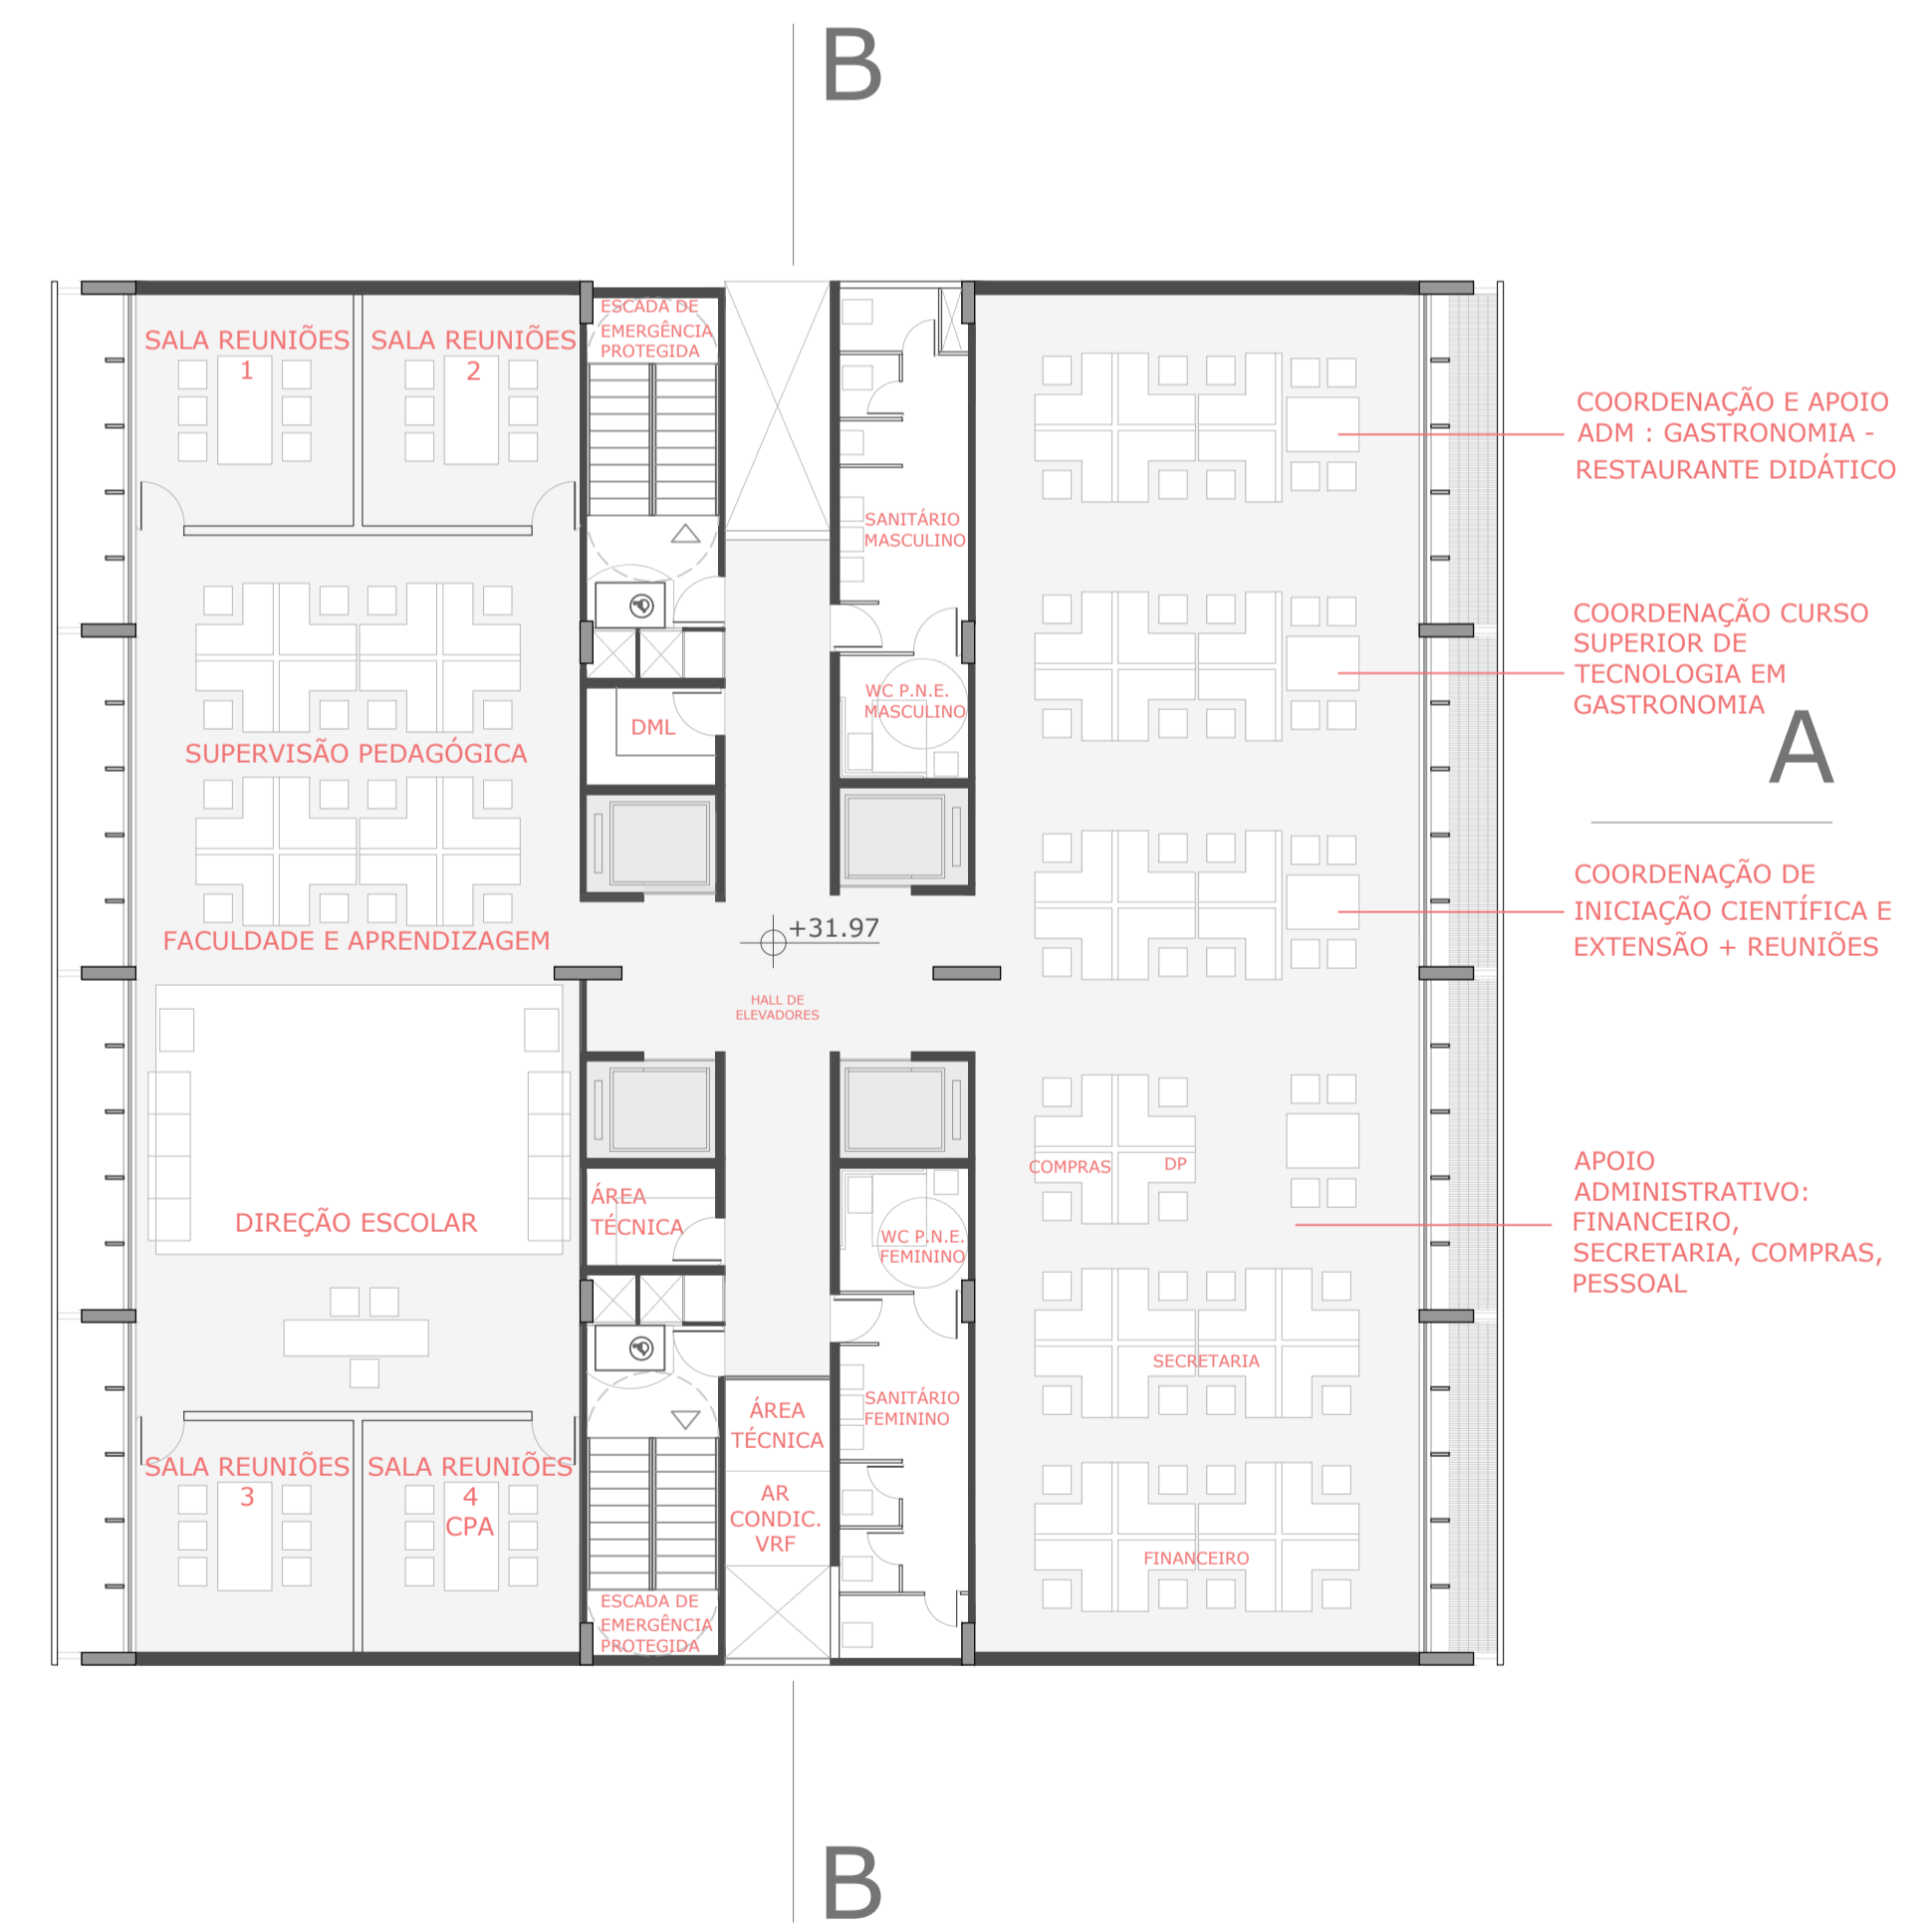 B
ESCADA DE
EMERGÊNCIA
PROTEGIDA
SALA REUNIÕES
1
SALA REUNIÕES
2
COORDENAÇÃO E APOIO
ADM : GASTRONOMIA -
RESTAURANTE DIDÁTICO
SANITÁRIO
MASCULINO
COORDENAÇÃO CURSO
SUPERIOR DE
TECNOLOGIA EM
GASTRONOMIA
WC P.N.E.
MASCULINO
DML
SUPERVISÃO PEDAGÓGICA
A
COORDENAÇÃO DE
INICIAÇÃO CIENTÍFICA E
EXTENSÃO + REUNIÕES
FACULDADE E APRENDIZAGEM
+31.97
HALL DE
ELEVADORES
COMPRAS
DP
APOIO
ADMINISTRATIVO:
FINANCEIRO,
SECRETARIA, COMPRAS,
PESSOAL
ÁREA
TÉCNICA
DIREÇÃO ESCOLAR
WC P.N.E.
FEMININO
SECRETARIA
SANITÁRIO
FEMININO
ÁREA
TÉCNICA
SALA REUNIÕES
3
SALA REUNIÕES
4
CPA
AR
CONDIC.
VRF
FINANCEIRO
ESCADA DE
EMERGÊNCIA
PROTEGIDA
B